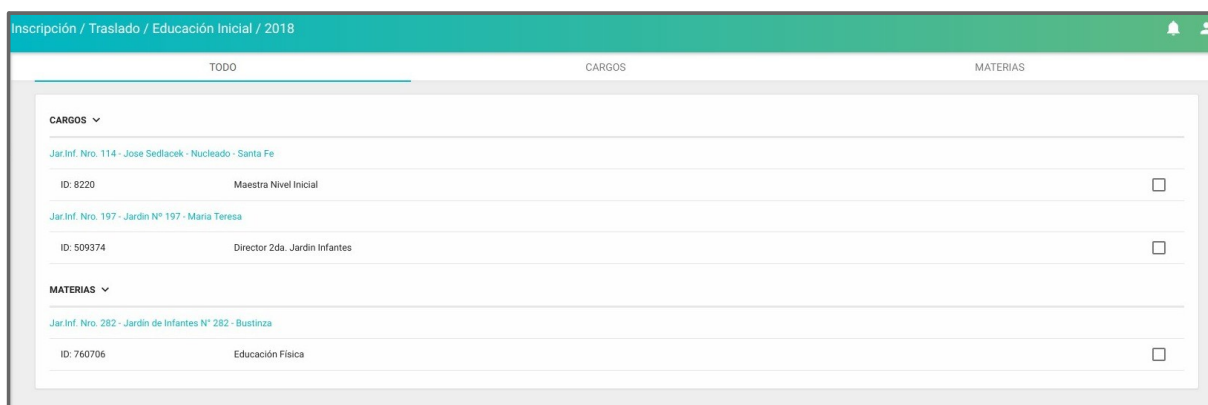 Inscripción / Traslado / Educación Inicial / 2018
TODO CARGOS MATERIAS
CARGOS
Jar.Inf. Nro. 114 - Jose Sedlacek - Nucleado - Santa Fe
ID: 8220 Maestra Nivel Inicial
Jar.Inf. Nro. 197 - Jardin Nº 197 - Maria Teresa
ID: 509374 Director 2da. Jardin Infantes
MATERIAS
Jar.Inf. Nro. 282 - Jardín de Infantes N° 282 - Bustinza
ID: 760706 Educación Física